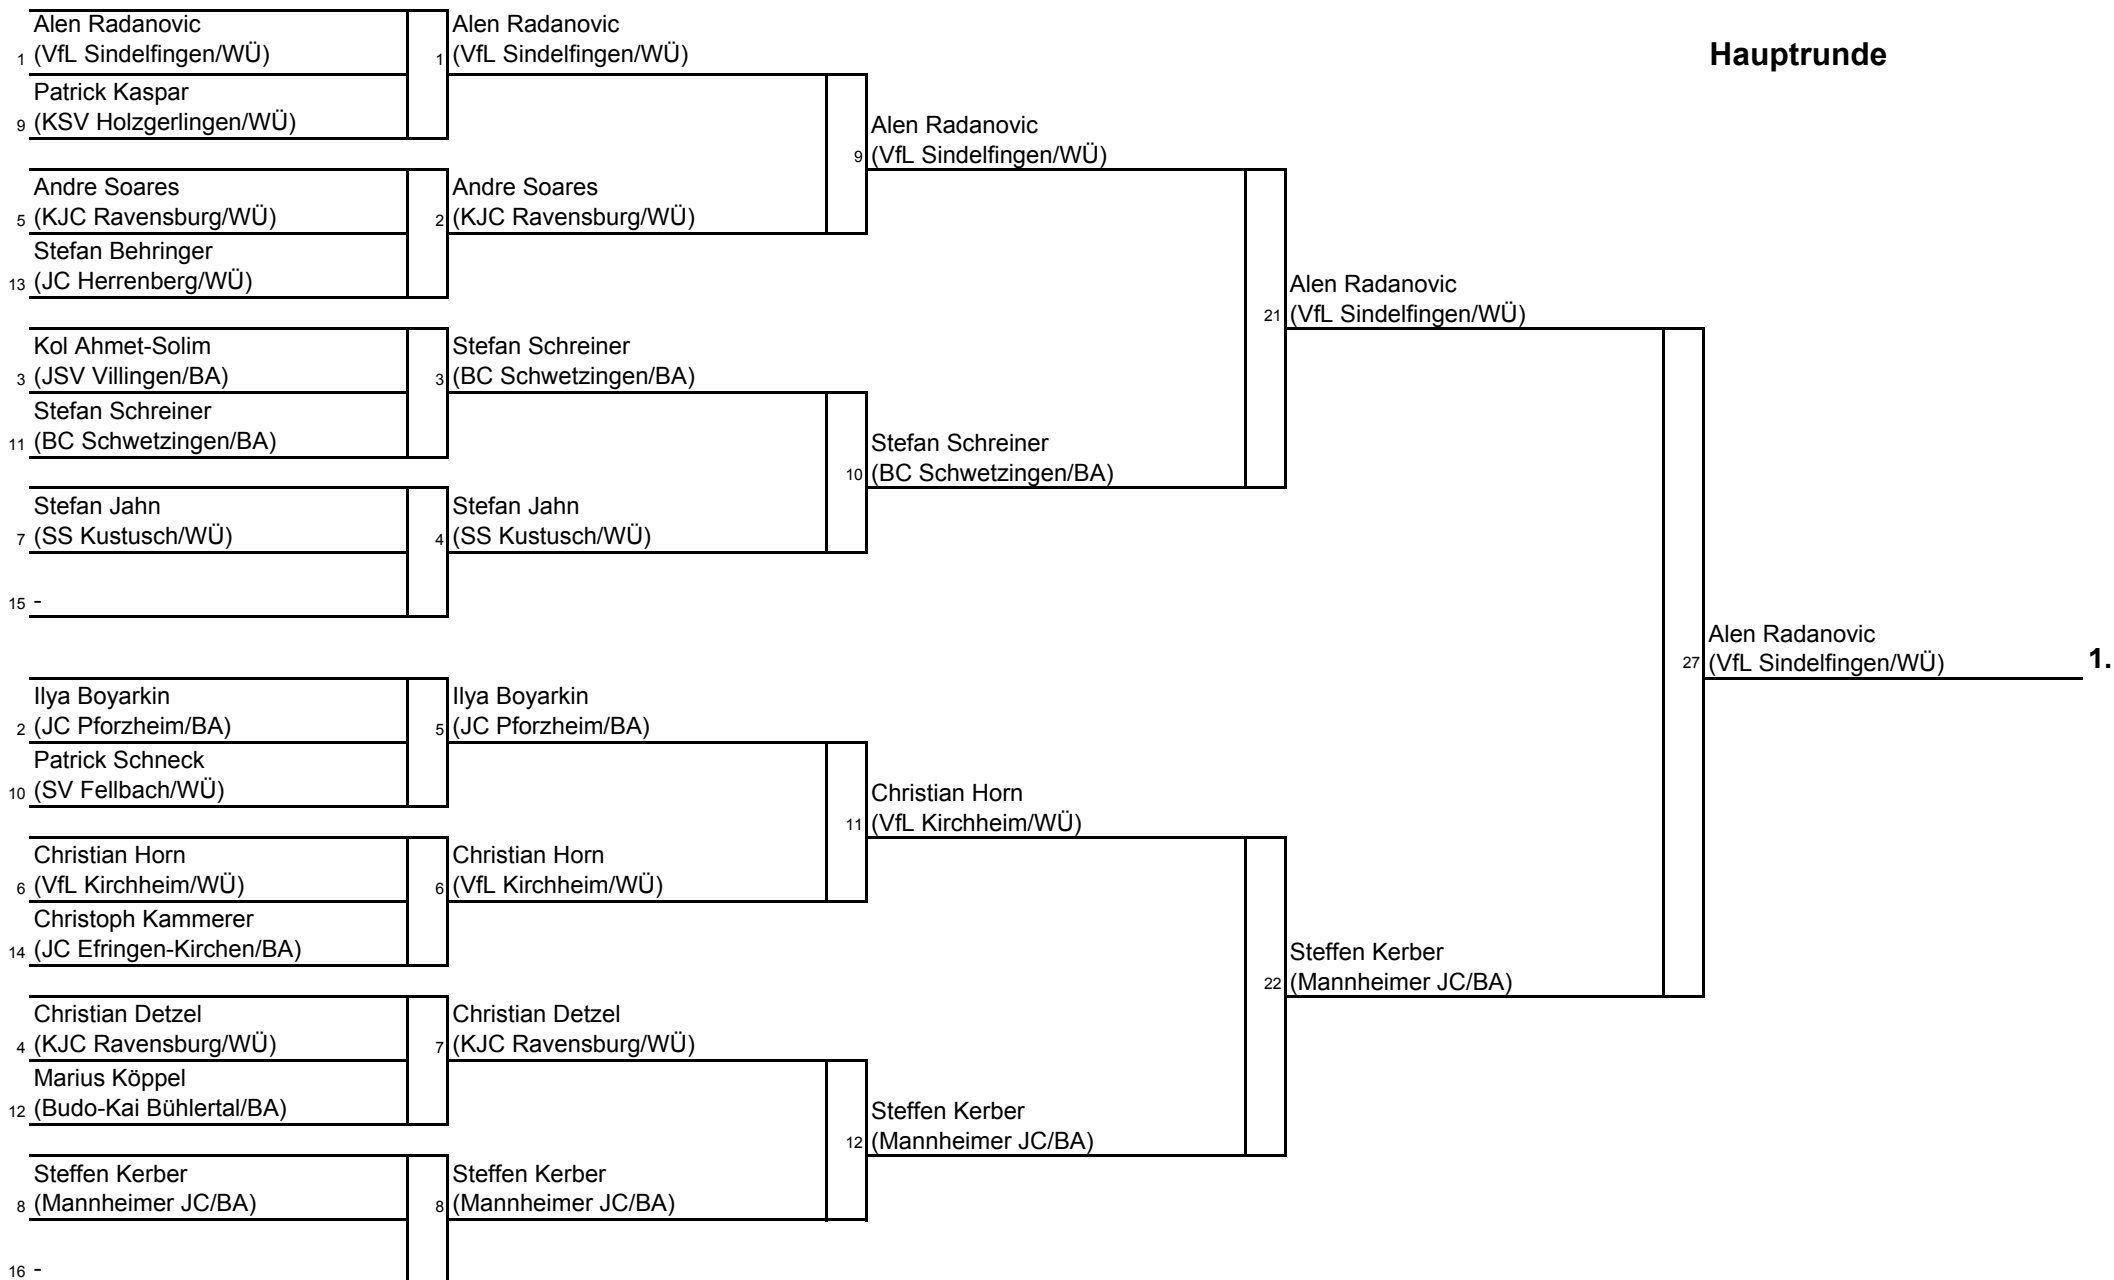 Hauptrunde
Alen Radanovic
1 (VfL Sindelfingen/WÜ)
Patrick Kaspar
9 (KSV Holzgerlingen/WÜ)
Andre Soares
5 (KJC Ravensburg/WÜ)
Stefan Behringer
13 (JC Herrenberg/WÜ)
Kol Ahmet-Solim
3 (JSV Villingen/BA)
Stefan Schreiner
11 (BC Schwetzingen/BA)
Stefan Jahn
7 (SS Kustusch/WÜ)
15 -
Ilya Boyarkin
2 (JC Pforzheim/BA)
Patrick Schneck
10 (SV Fellbach/WÜ)
Christian Horn
6 (VfL Kirchheim/WÜ)
Christoph Kammerer
14 (JC Efringen-Kirchen/BA)
Christian Detzel
4 (KJC Ravensburg/WÜ)
Marius Köppel
12 (Budo-Kai Bühlertal/BA)
Steffen Kerber
8 (Mannheimer JC/BA)
16 -
Alen Radanovic
1 (VfL Sindelfingen/WÜ)
Andre Soares
2 (KJC Ravensburg/WÜ)
Stefan Schreiner
3 (BC Schwetzingen/BA)
Stefan Jahn
4 (SS Kustusch/WÜ)
Ilya Boyarkin
5 (JC Pforzheim/BA)
Christian Horn
6 (VfL Kirchheim/WÜ)
Christian Detzel
7 (KJC Ravensburg/WÜ)
Steffen Kerber
8 (Mannheimer JC/BA)
Alen Radanovic
9 (VfL Sindelfingen/WÜ)
Stefan Schreiner
10 (BC Schwetzingen/BA)
Christian Horn
11 (VfL Kirchheim/WÜ)
Steffen Kerber
12 (Mannheimer JC/BA)
Alen Radanovic
21 (VfL Sindelfingen/WÜ)
Steffen Kerber
22 (Mannheimer JC/BA)
Alen Radanovic
27 (VfL Sindelfingen/WÜ) 1.